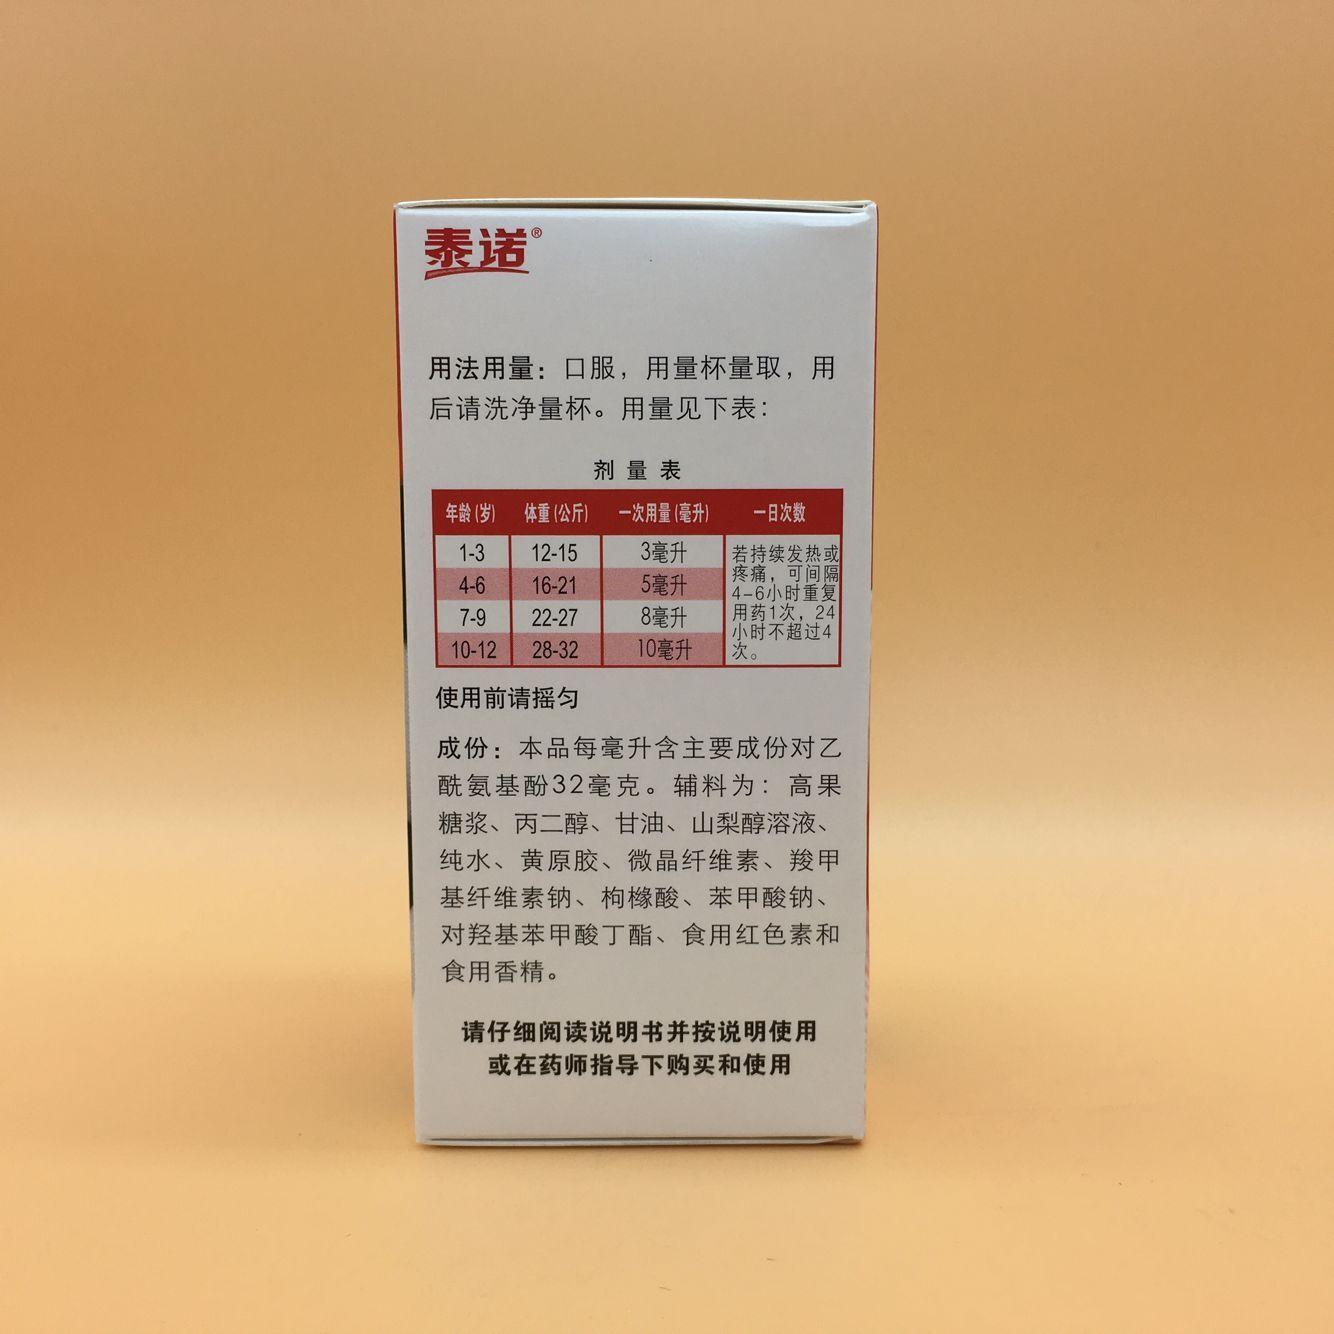 泰诺®
用法用量：口服，用量杯量取，用
后请洗净量杯。用量见下表：
剂量表
年龄(岁) 体重(公斤) 一次用量(毫升) 一日次数
1-3 12-15 3毫升
4-6 16-21 5毫升
7-9 22-27 8毫升
10-12 28-32 10毫升
若持续发热或
疼痛，可间隔
4-6小时重复
用药1次，24
小时不超过4
次。
使用前请摇匀
成份：本品每毫升含主要成份对乙
酰氨基酚32毫克。辅料为：高果
糖浆、丙二醇、甘油、山梨醇溶液、
纯水、黄原胶、微晶纤维素、羧甲
基纤维素钠、枸橼酸、苯甲酸钠、
对羟基苯甲酸丁酯、食用红色素和
食用香精。
请仔细阅读说明书并按说明使用
或在药师指导下购买和使用